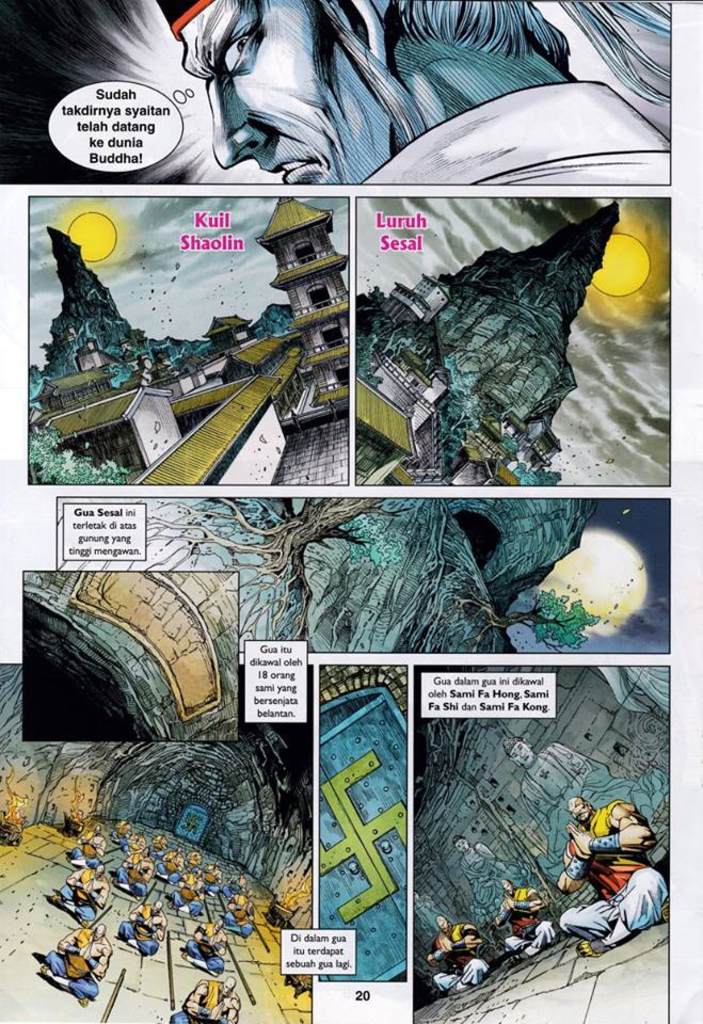 Sudah
takdirnya syaitan
telah datang
ke dunia
Buddha!
Kuil
Shaolin
Luruh
Sesal
Gua Sesal ini
terletak di atas
gunung yang
tinggi mengawan.
Gua itu
dikawal oleh
18 orang
sami yang
bersenjata
belantan.
Gua dalam gua ini dikawal
oleh Sami Fa Hong, Sami
Fa Shi dan Sami Fa Kong.
Di dalam gua
itu terdapat
sebuah gua lagi.
20